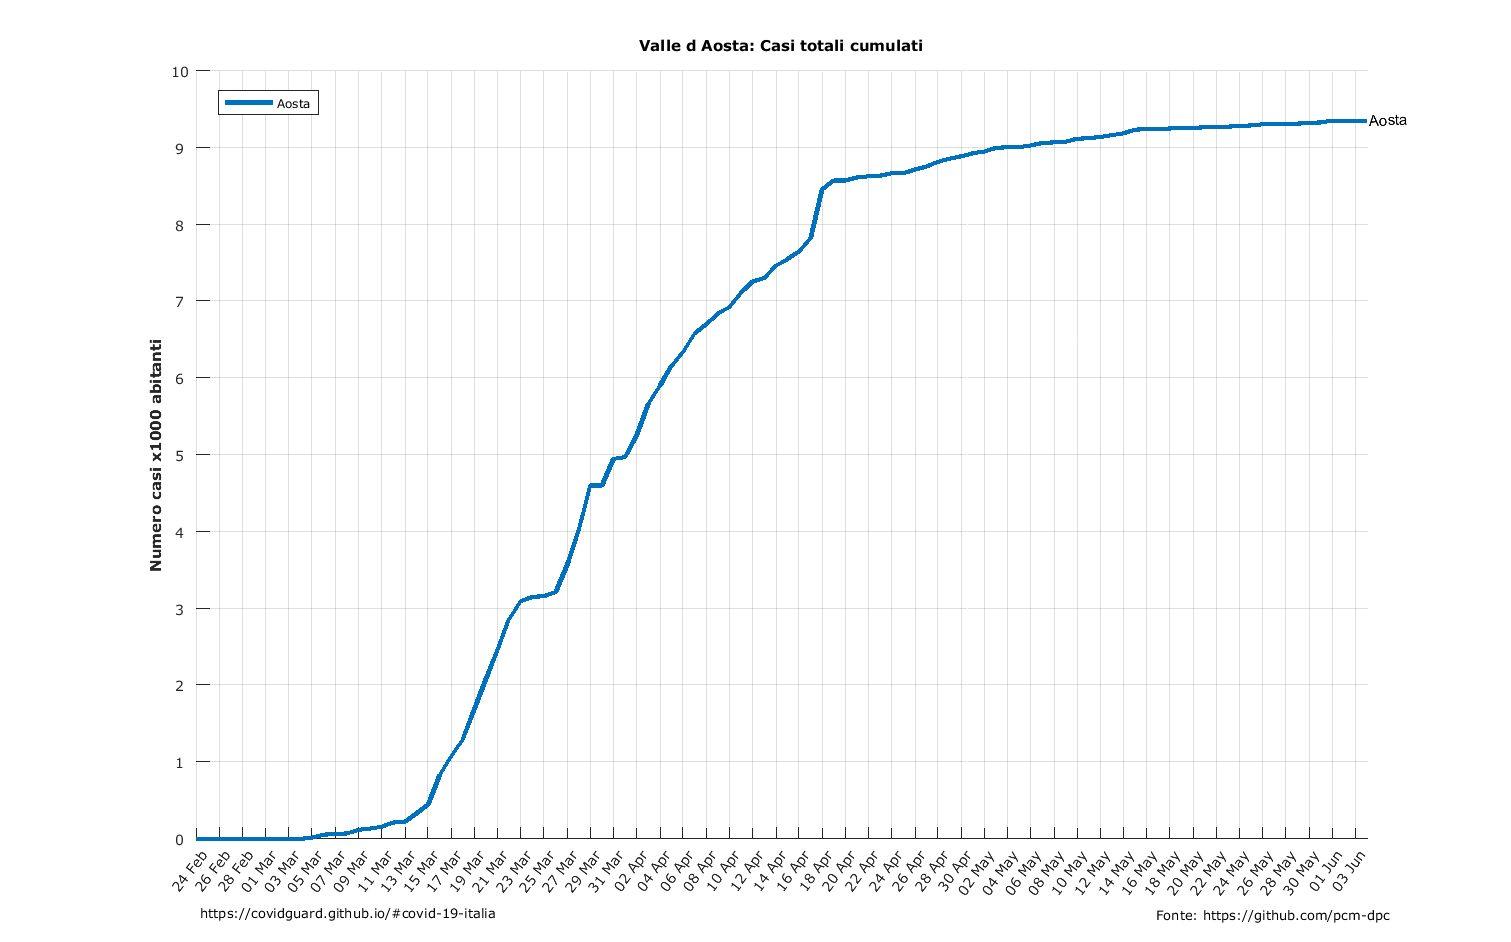 Valle d Aosta: Casi totali cumulati
10
9
8
7
6
5
4
3
2
1
0
Numero casi x1000 abitanti
Aosta
Aosta
24 Feb
26 Feb
28 Feb
01 Mar
03 Mar
05 Mar
07 Mar
09 Mar
11 Mar
13 Mar
15 Mar
17 Mar
19 Mar
21 Mar
23 Mar
25 Mar
27 Mar
29 Mar
31 Mar
02 Apr
04 Apr
06 Apr
08 Apr
10 Apr
12 Apr
14 Apr
16 Apr
18 Apr
20 Apr
22 Apr
24 Apr
26 Apr
28 Apr
30 Apr
02 May
04 May
06 May
08 May
10 May
12 May
14 May
16 May
18 May
20 May
22 May
24 May
26 May
28 May
30 May
01 Jun
03 Jun
https://covidguard.github.io/#covid-19-italia
Fonte: https://github.com/pcm-dpc